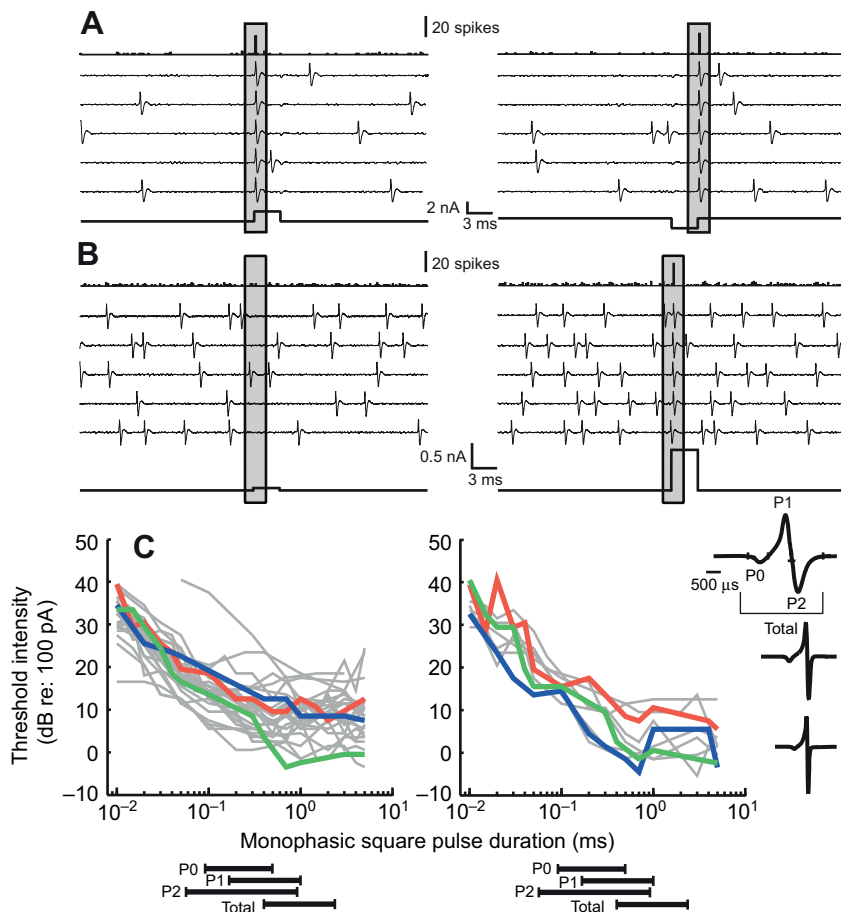 A
20 spikes
2 nA
3 ms
B
20 spikes
0.5 nA
3 ms
C
Threshold intensity
(dB re: 100 pA)
50
40
30
20
10
0
–10
10⁻² 10⁻¹ 10⁰ 10¹
50
40
30
20
10
0
–10
10⁻² 10⁻¹ 10⁰ 10¹
Monophasic square pulse duration (ms)
P1
P0
500 µs
P2
Total
P0
P1
P2
Total
P0
P1
P2
Total